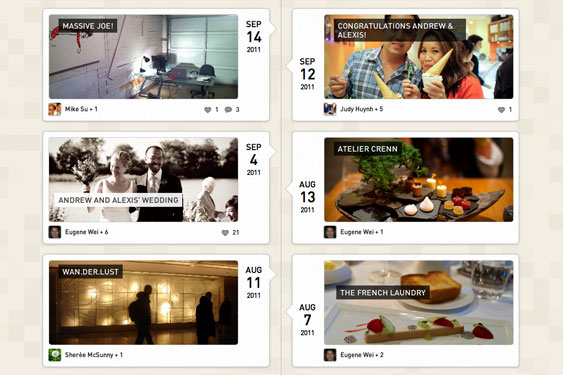 MASSIVE JOE!
SEP
14
2011
Mike Su + 1
1
3
CONGRATULATIONS ANDREW &
ALEXIS!
SEP
12
2011
Judy Huynh + 5
1
ANDREW AND ALEXIS' WEDDING
SEP
4
2011
Eugene Wei + 6
21
ATELIER CRENN
AUG
13
2011
Eugene Wei + 1
WAN.DER.LUST
AUG
11
2011
Sherèe McSunny + 1
THE FRENCH LAUNDRY
AUG
7
2011
Eugene Wei + 2